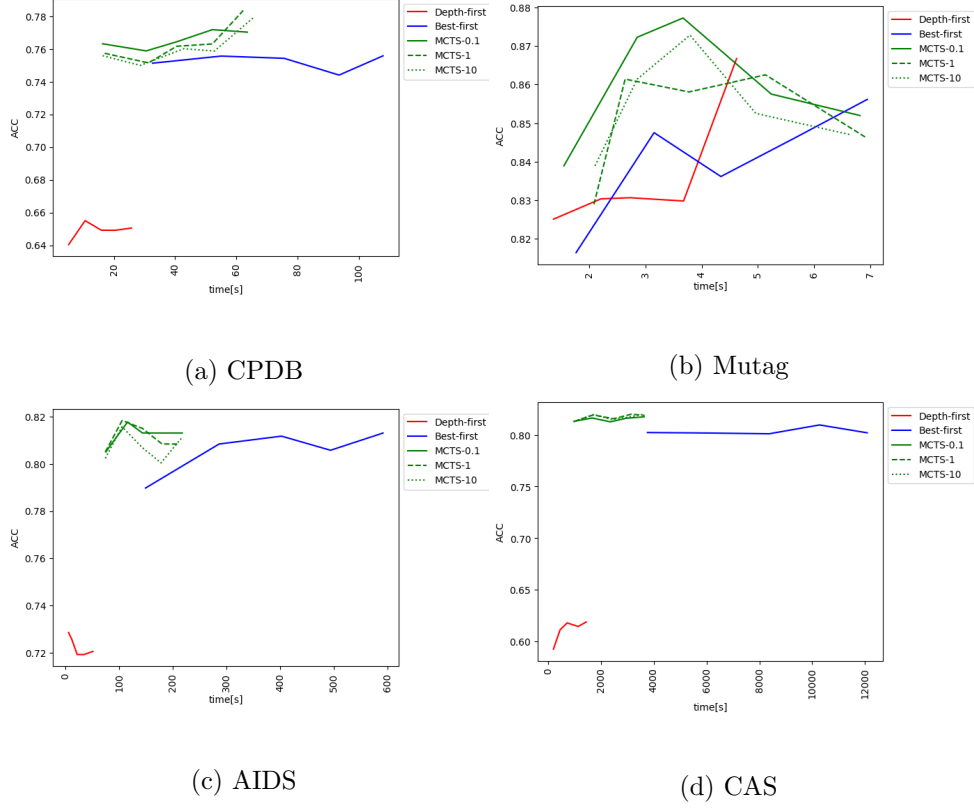 0.78
0.76
0.74
0.72
0.70
0.68
0.66
0.64
ACC
20
40
60
80
100
time[s]
Depth-first
Best-first
MCTS-0.1
MCTS-1
MCTS-10
(a) CPDB
0.88
0.87
0.86
0.85
0.84
0.83
0.82
ACC
2
3
4
5
6
7
time[s]
Depth-first
Best-first
MCTS-0.1
MCTS-1
MCTS-10
(b) Mutag
0.82
0.80
0.78
0.76
0.74
0.72
ACC
0
100
200
300
400
500
600
time[s]
Depth-first
Best-first
MCTS-0.1
MCTS-1
MCTS-10
(c) AIDS
0.80
0.75
0.70
0.65
0.60
ACC
0
2000
4000
6000
8000
10000
12000
time[s]
Depth-first
Best-first
MCTS-0.1
MCTS-1
MCTS-10
(d) CAS